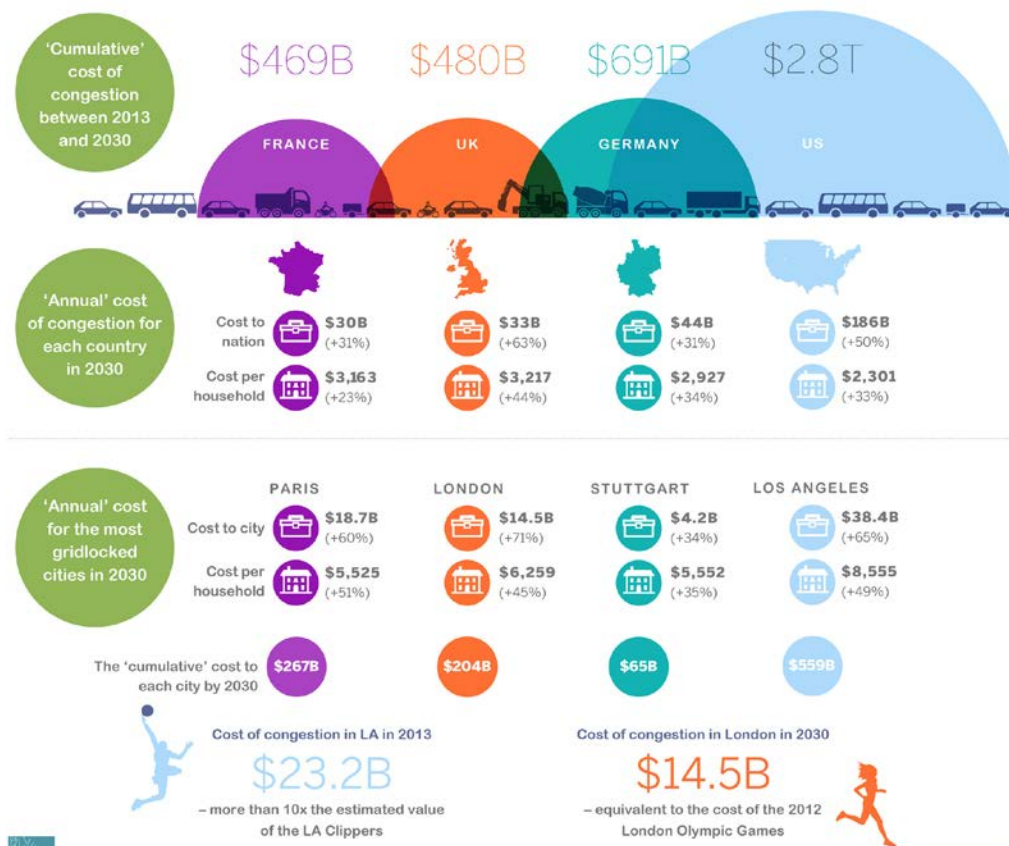 'Cumulative'
cost of
congestion
between 2013
and 2030
$469B
$480B
$691B
$2.8T
FRANCE
UK
GERMANY
US
'Annual' cost
of congestion for
each country
in 2030
Cost to
nation
$30B
(+31%)
$33B
(+63%)
$44B
(+31%)
$186B
(+50%)
Cost per
household
$3,163
(+23%)
$3,217
(+44%)
$2,927
(+34%)
$2,301
(+33%)
'Annual' cost
for the most
gridlocked
cities in 2030
PARIS
LONDON
STUTTGART
LOS ANGELES
Cost to city
$18.7B
(+60%)
$14.5B
(+71%)
$4.2B
(+34%)
$38.4B
(+65%)
Cost per
household
$5,525
(+51%)
$6,259
(+45%)
$5,552
(+35%)
$8,555
(+49%)
The 'cumulative' cost to
each city by 2030
$267B
$204B
$65B
$559B
Cost of congestion in LA in 2013
$23.2B
– more than 10x the estimated value
of the LA Clippers
Cost of congestion in London in 2030
$14.5B
– equivalent to the cost of the 2012
London Olympic Games